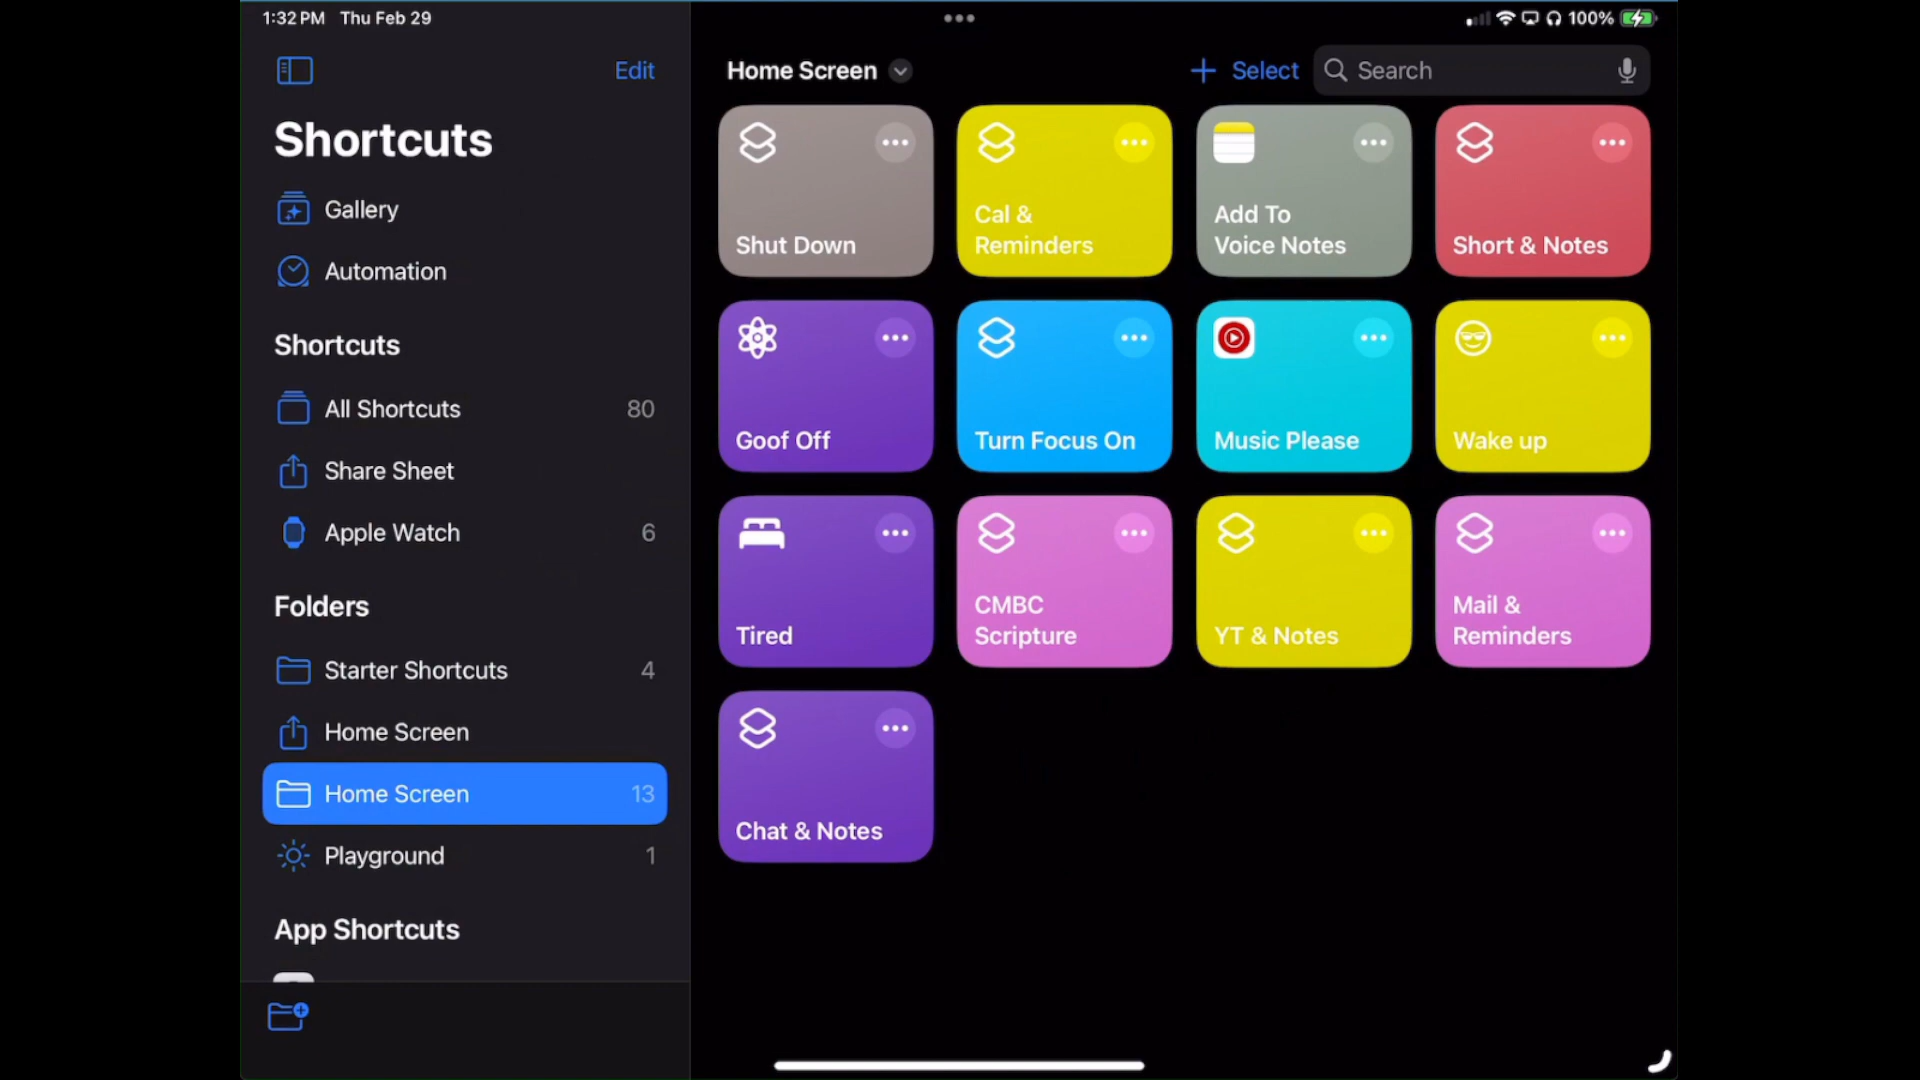 1:32 PM Thu Feb 29
100%
Edit
Shortcuts
Gallery
Automation
Shortcuts
All Shortcuts 80
Share Sheet
Apple Watch 6
Folders
Starter Shortcuts 4
Home Screen
Home Screen 13
Playground 1
App Shortcuts
Home Screen
Select
Search
Shut Down
Cal &
Reminders
Add To
Voice Notes
Short & Notes
Goof Off
Turn Focus On
Music Please
Wake up
Tired
CMBC
Scripture
YT & Notes
Mail &
Reminders
Chat & Notes